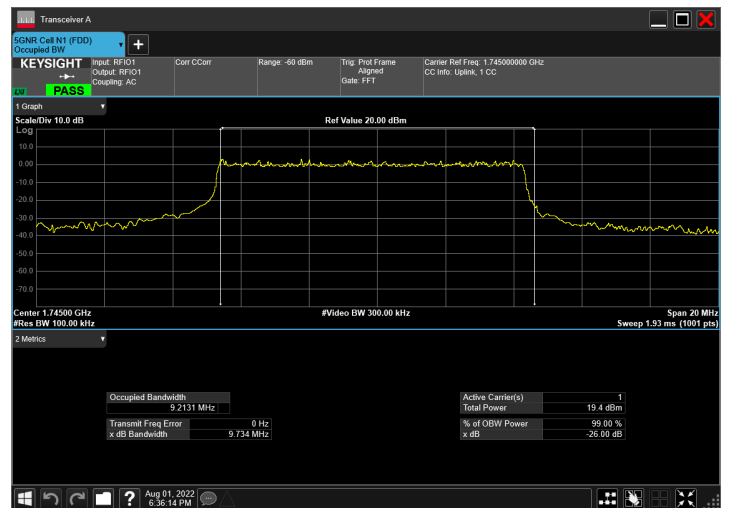 Transceiver A
5GNR Cell N1 (FDD)
Occupied BW
KEYSIGHT
PASS
Input: RFIO1
Output: RFIO1
Coupling: AC
Corr CCorr
Range: -60 dBm
Trig: Prot Frame
Aligned
Gate: FFT
Carrier Ref Freq: 1.745000000 GHz
CC Info: Uplink, 1 CC
1 Graph
Scale/Div 10.0 dB
Ref Value 20.00 dBm
Log
10.0
0.00
-10.0
-20.0
-30.0
-40.0
-50.0
-60.0
-70.0
Center 1.74500 GHz
#Video BW 300.00 kHz
Span 20 MHz
#Res BW 100.00 kHz
Sweep 1.93 ms (1001 pts)
2 Metrics
Occupied Bandwidth
9.2131 MHz
Transmit Freq Error 0 Hz
x dB Bandwidth 9.734 MHz
Active Carrier(s) 1
Total Power 19.4 dBm
% of OBW Power 99.00 %
x dB -26.00 dB
?
Aug 01, 2022
6:36:14 PM